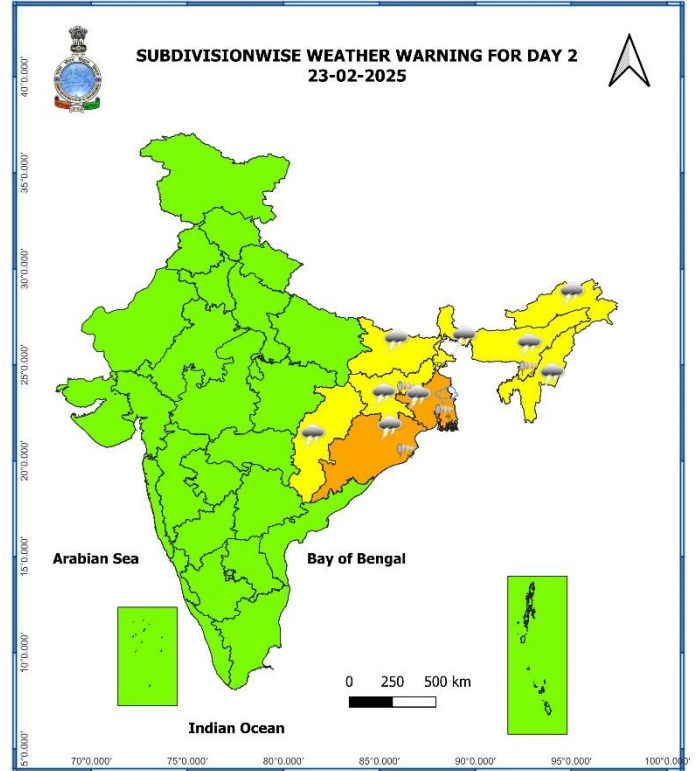 SUBDIVISIONWISE WEATHER WARNING FOR DAY 2
23-02-2025
40°0.000'
35°0.000'
30°0.000'
25°0.000'
20°0.000'
15°0.000'
10°0.000'
5°0.000'
Arabian Sea
Bay of Bengal
0 250 500 km
Indian Ocean
70°0.000' 75°0.000' 80°0.000' 85°0.000' 90°0.000' 95°0.000' 100°0.000'